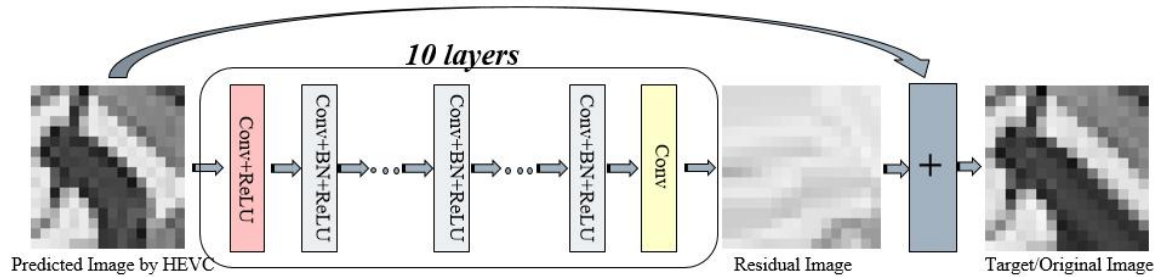 10 layers
Conv+ReLU
Conv+BN+ReLU
Conv+BN+ReLU
Conv+BN+ReLU
Conv
+
Predicted Image by HEVC
Residual Image
Target/Original Image